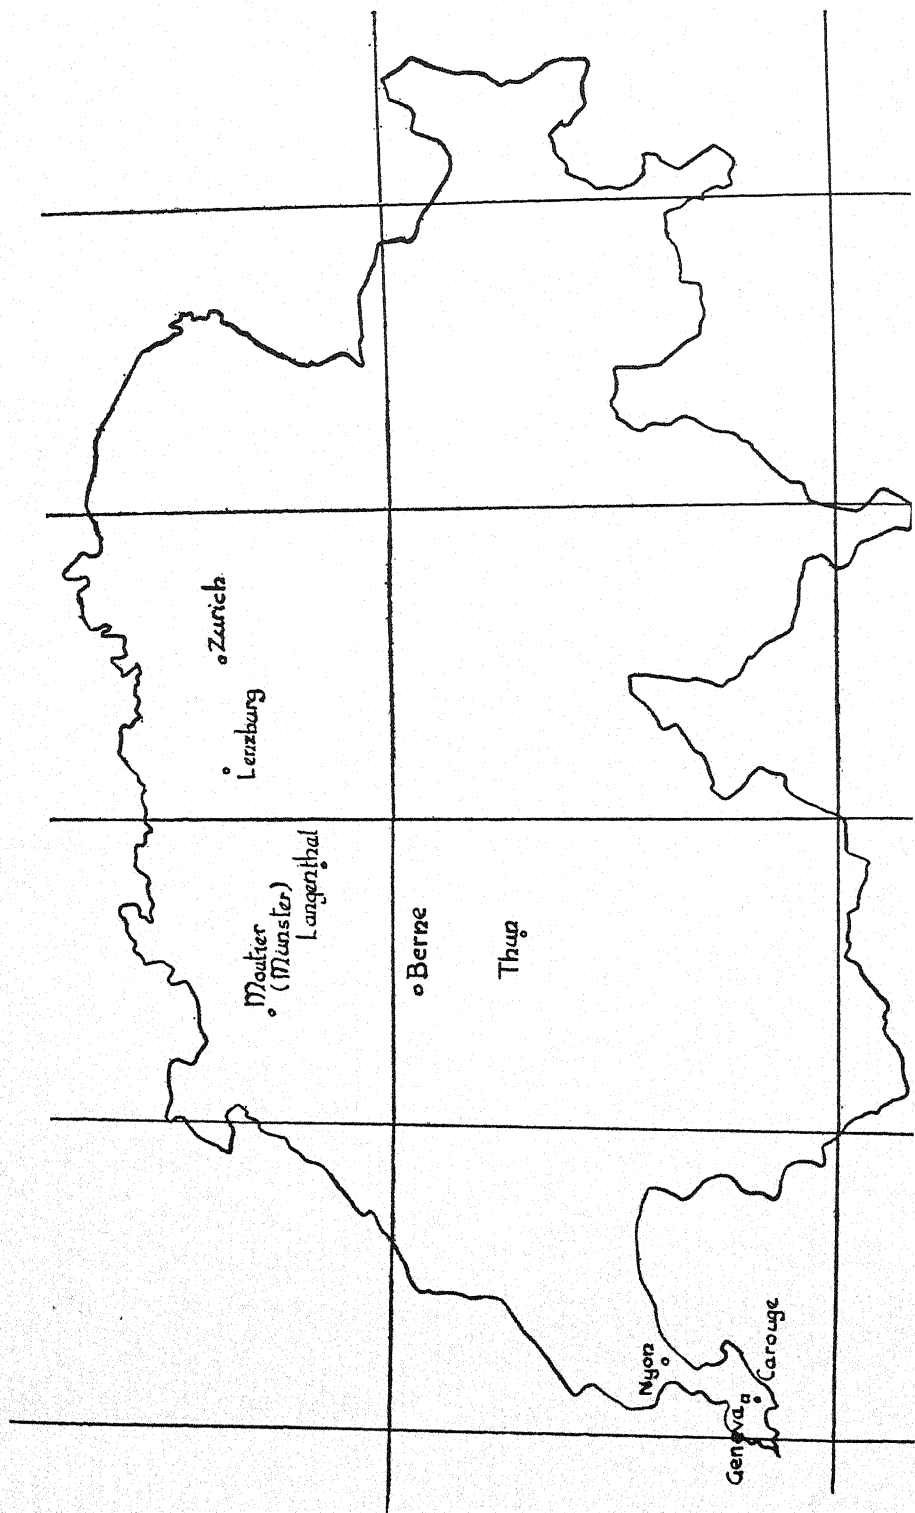 Zurich
Lenzburg
Langenthal
Moutier
(Münster)
Berne
Thun
Nyon
Geneva
Carouge